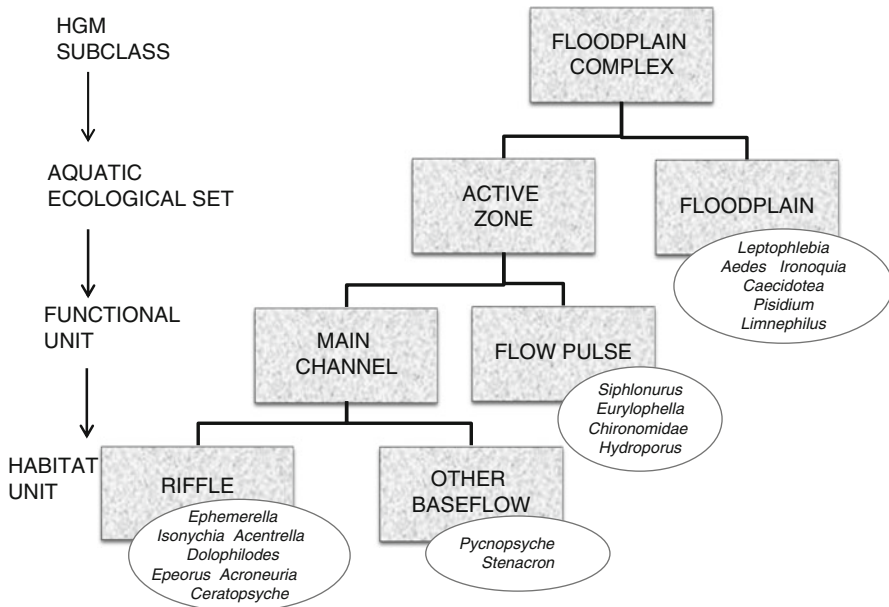 HGM
SUBCLASS
FLOODPLAIN
COMPLEX
AQUATIC
ECOLOGICAL SET
ACTIVE
ZONE
FLOODPLAIN
Leptophlebia
Aedes Ironoquia
Caecidotea
Pisidium
Limnephilus
FUNCTIONAL
UNIT
MAIN
CHANNEL
FLOW PULSE
Siphlonurus
Eurylophella
Chironomidae
Hydroporus
HABITAT
UNIT
RIFFLE
Ephemerella
Isonychia Acentrella
Dolophilodes
Epeorus Acroneuria
Ceratopsyche
OTHER
BASEFLOW
Pycnopsyche
Stenacron